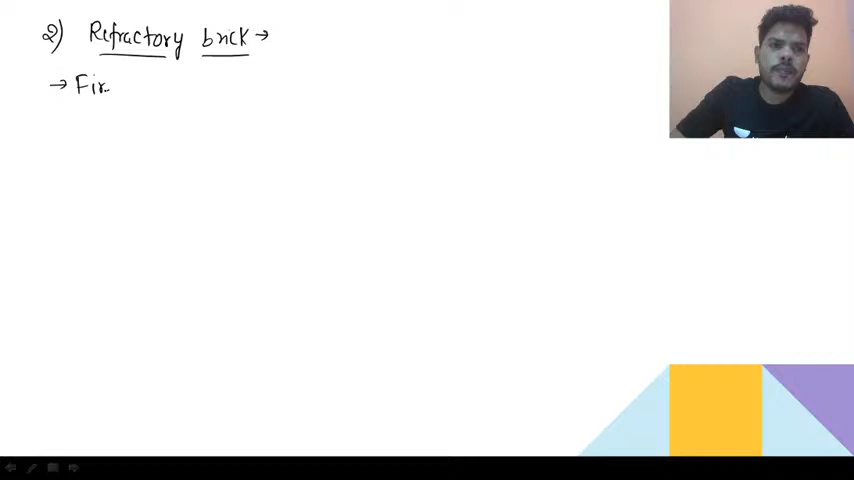 2) Refractory brick →
→ Fir